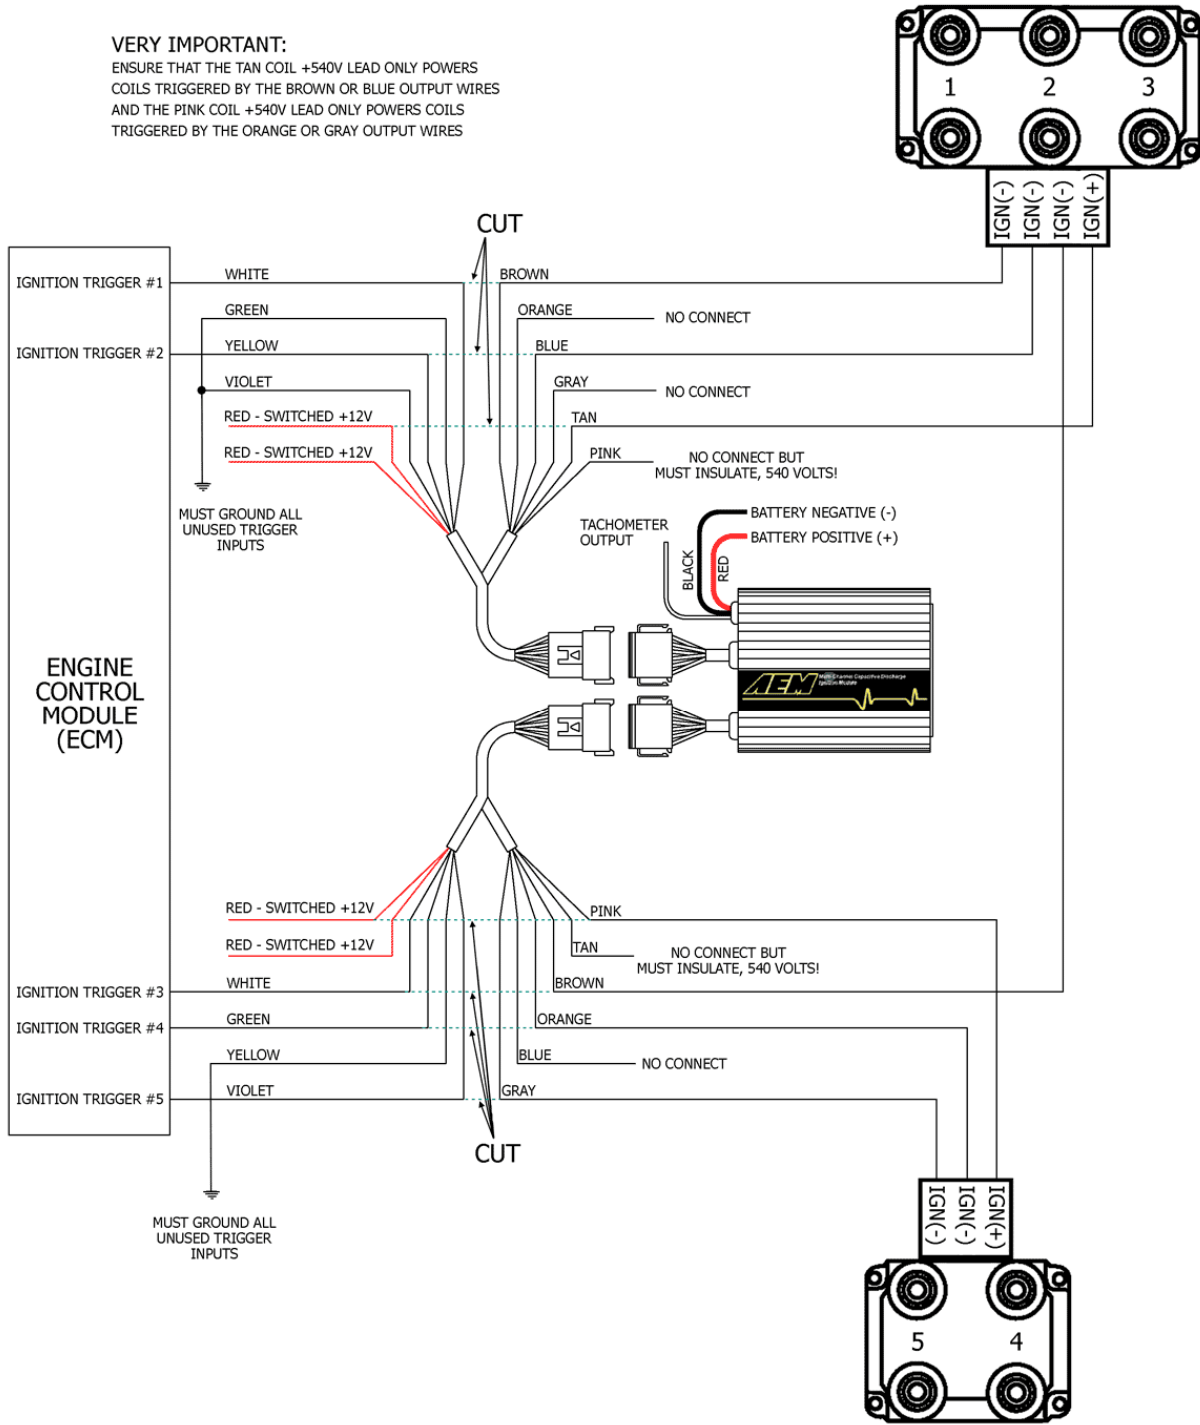 VERY IMPORTANT:
ENSURE THAT THE TAN COIL +540V LEAD ONLY POWERS
COILS TRIGGERED BY THE BROWN OR BLUE OUTPUT WIRES
AND THE PINK COIL +540V LEAD ONLY POWERS COILS
TRIGGERED BY THE ORANGE OR GRAY OUTPUT WIRES
1 2 3
IGN(-) IGN(-) IGN(-) IGN(+)
CUT
IGNITION TRIGGER #1
WHITE
BROWN
GREEN
ORANGE
NO CONNECT
IGNITION TRIGGER #2
YELLOW
BLUE
VIOLET
GRAY
NO CONNECT
RED - SWITCHED +12V
TAN
RED - SWITCHED +12V
PINK
NO CONNECT BUT
MUST INSULATE, 540 VOLTS!
MUST GROUND ALL
UNUSED TRIGGER
INPUTS
TACHOMETER
OUTPUT
BATTERY NEGATIVE (-)
BATTERY POSITIVE (+)
BLACK
RED
AEM
Multi-Channel Capacitive Discharge
Ignition Module
ENGINE
CONTROL
MODULE
(ECM)
RED - SWITCHED +12V
PINK
RED - SWITCHED +12V
TAN
NO CONNECT BUT
MUST INSULATE, 540 VOLTS!
IGNITION TRIGGER #3
WHITE
BROWN
IGNITION TRIGGER #4
GREEN
ORANGE
YELLOW
BLUE
NO CONNECT
IGNITION TRIGGER #5
VIOLET
GRAY
CUT
MUST GROUND ALL
UNUSED TRIGGER
INPUTS
IGN(-) IGN(-) IGN(+)
5 4